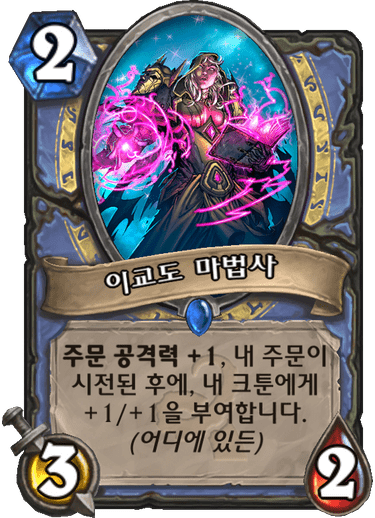 2
이교도 마법사
주문 공격력 +1, 내 주문이
시전된 후에, 내 크툰에게
+1/+1을 부여합니다.
(어디에 있든)
3
2